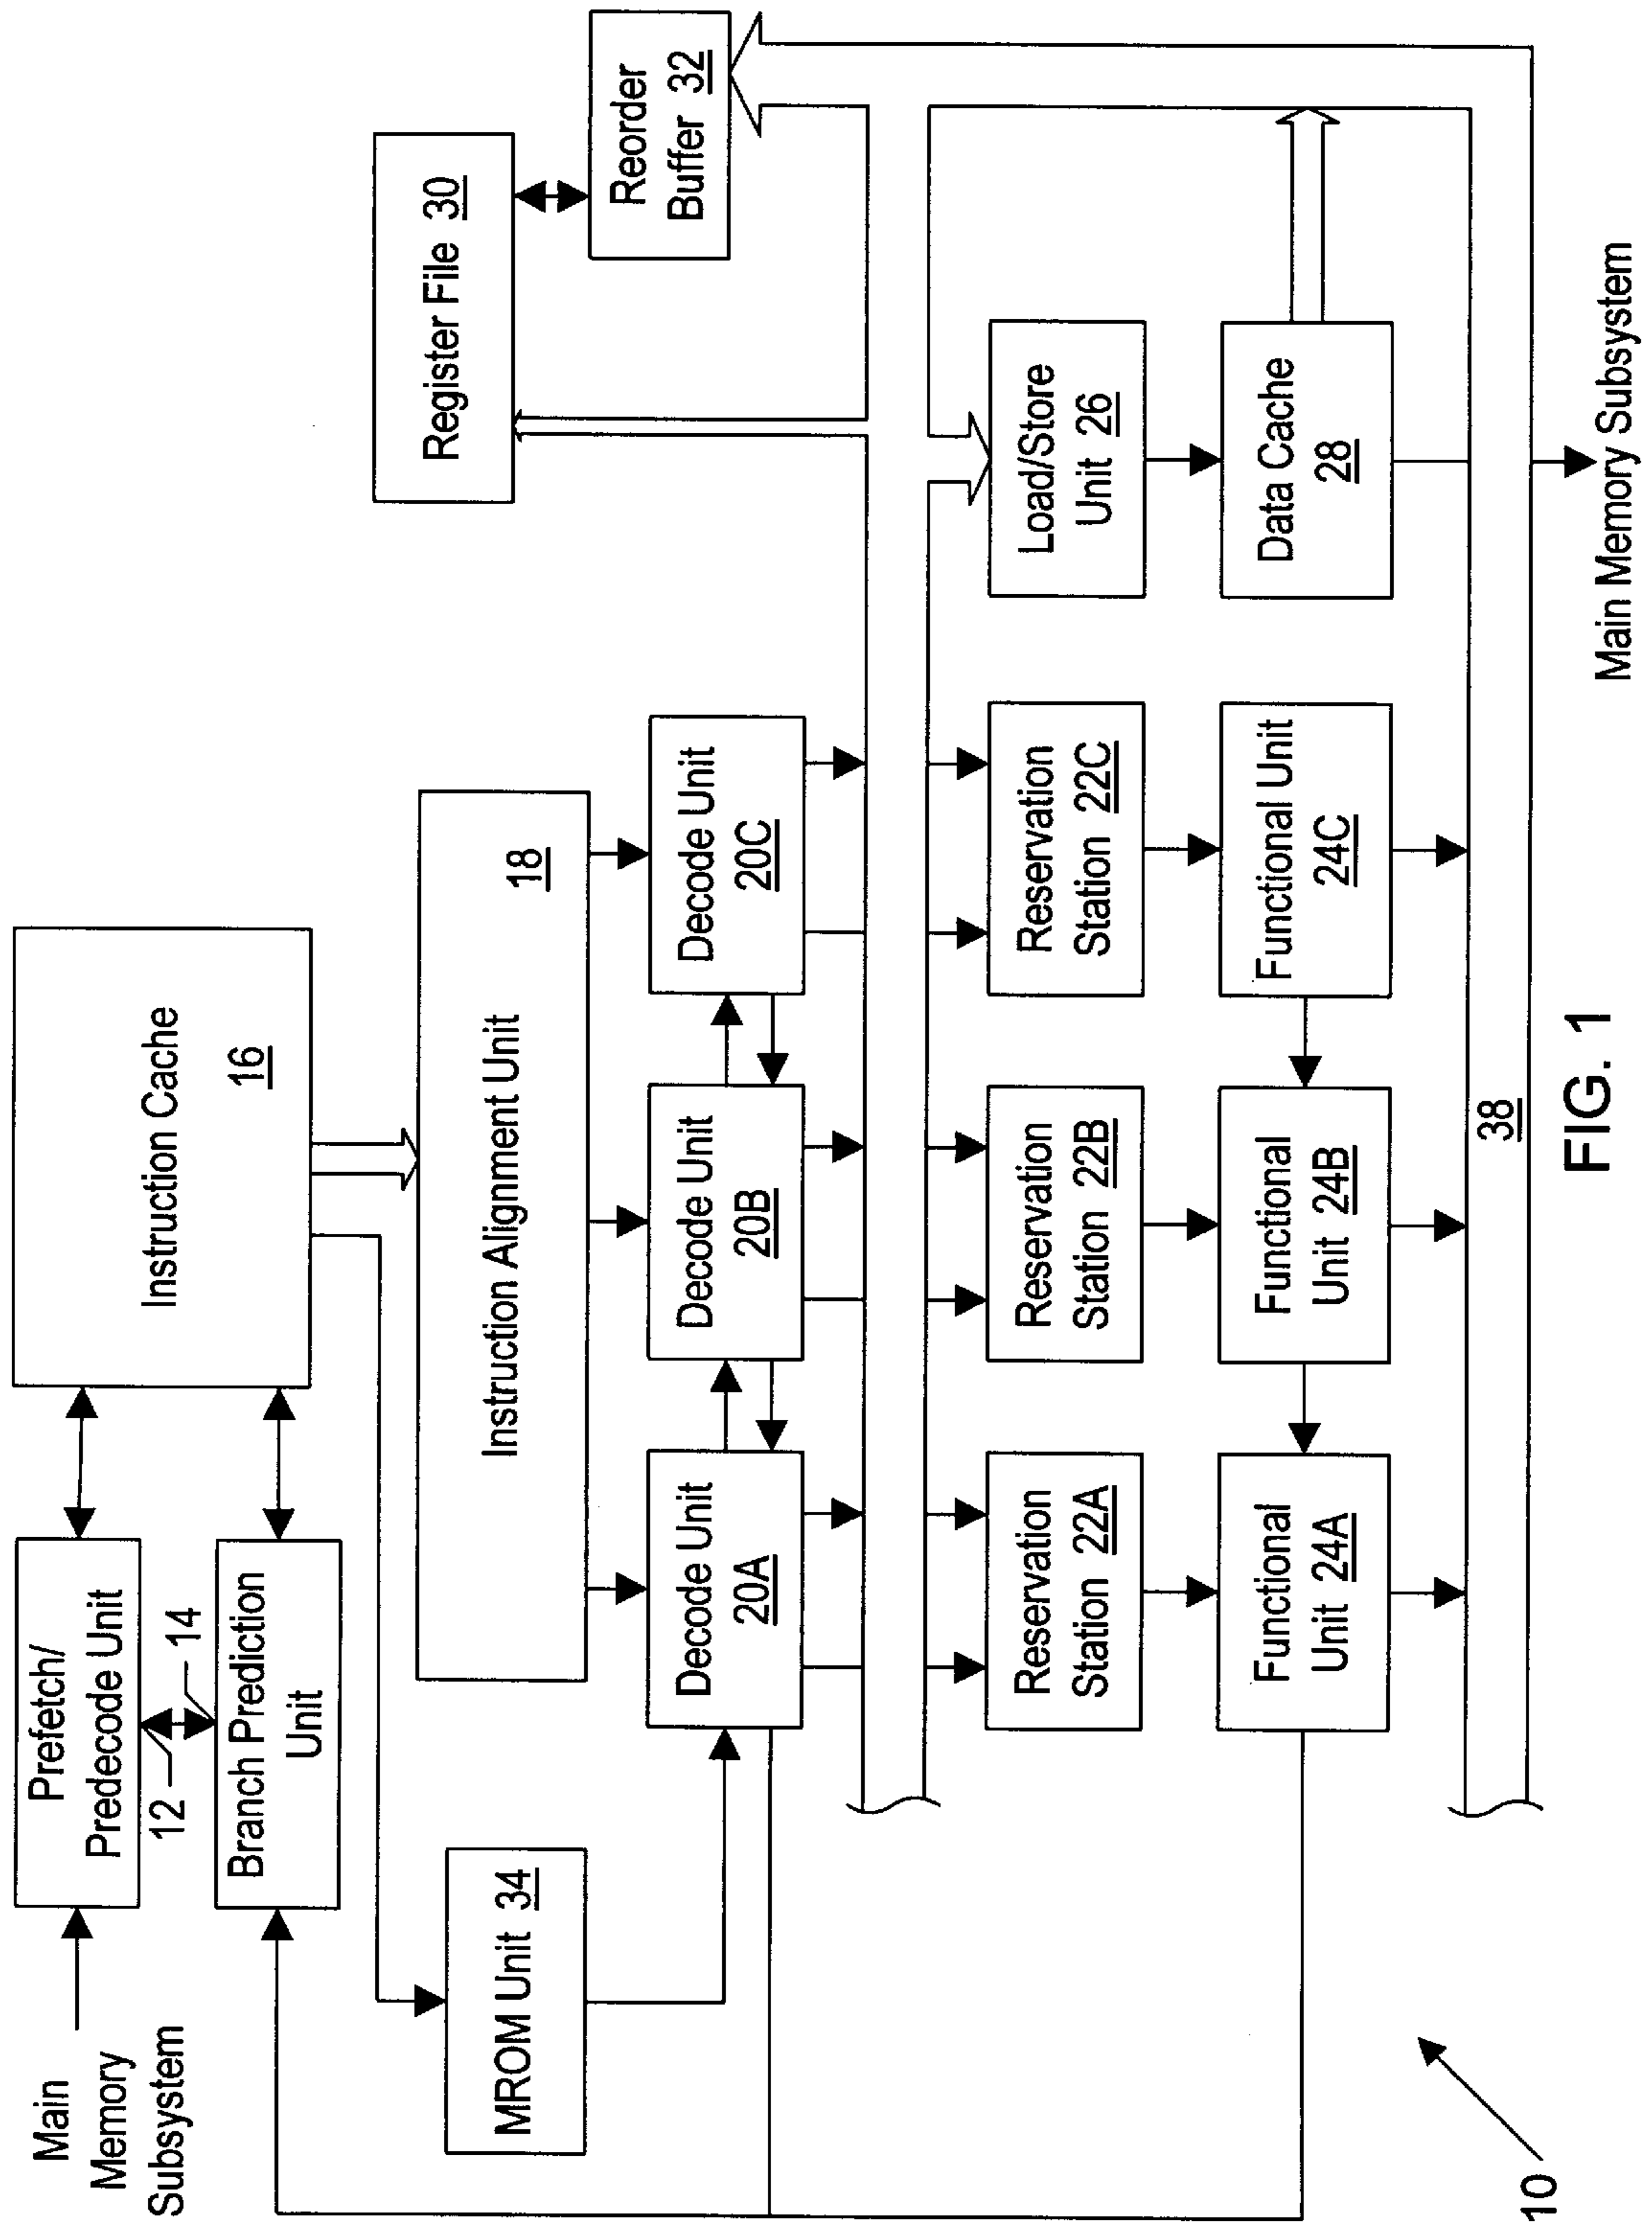 Main
Memory
Subsystem
Prefetch/
Predecode Unit
12
14
Branch Prediction
Unit
Instruction Cache
16
Register File 30
Reorder
Buffer 32
MROM Unit 34
Instruction Alignment Unit
18
Decode Unit
20A
Decode Unit
20B
Decode Unit
20C
Reservation
Station 22A
Reservation
Station 22B
Reservation
Station 22C
Load/Store
Unit 26
Functional
Unit 24A
Functional
Unit 24B
Functional Unit
24C
Data Cache
28
38
Main Memory Subsystem
10
FIG. 1